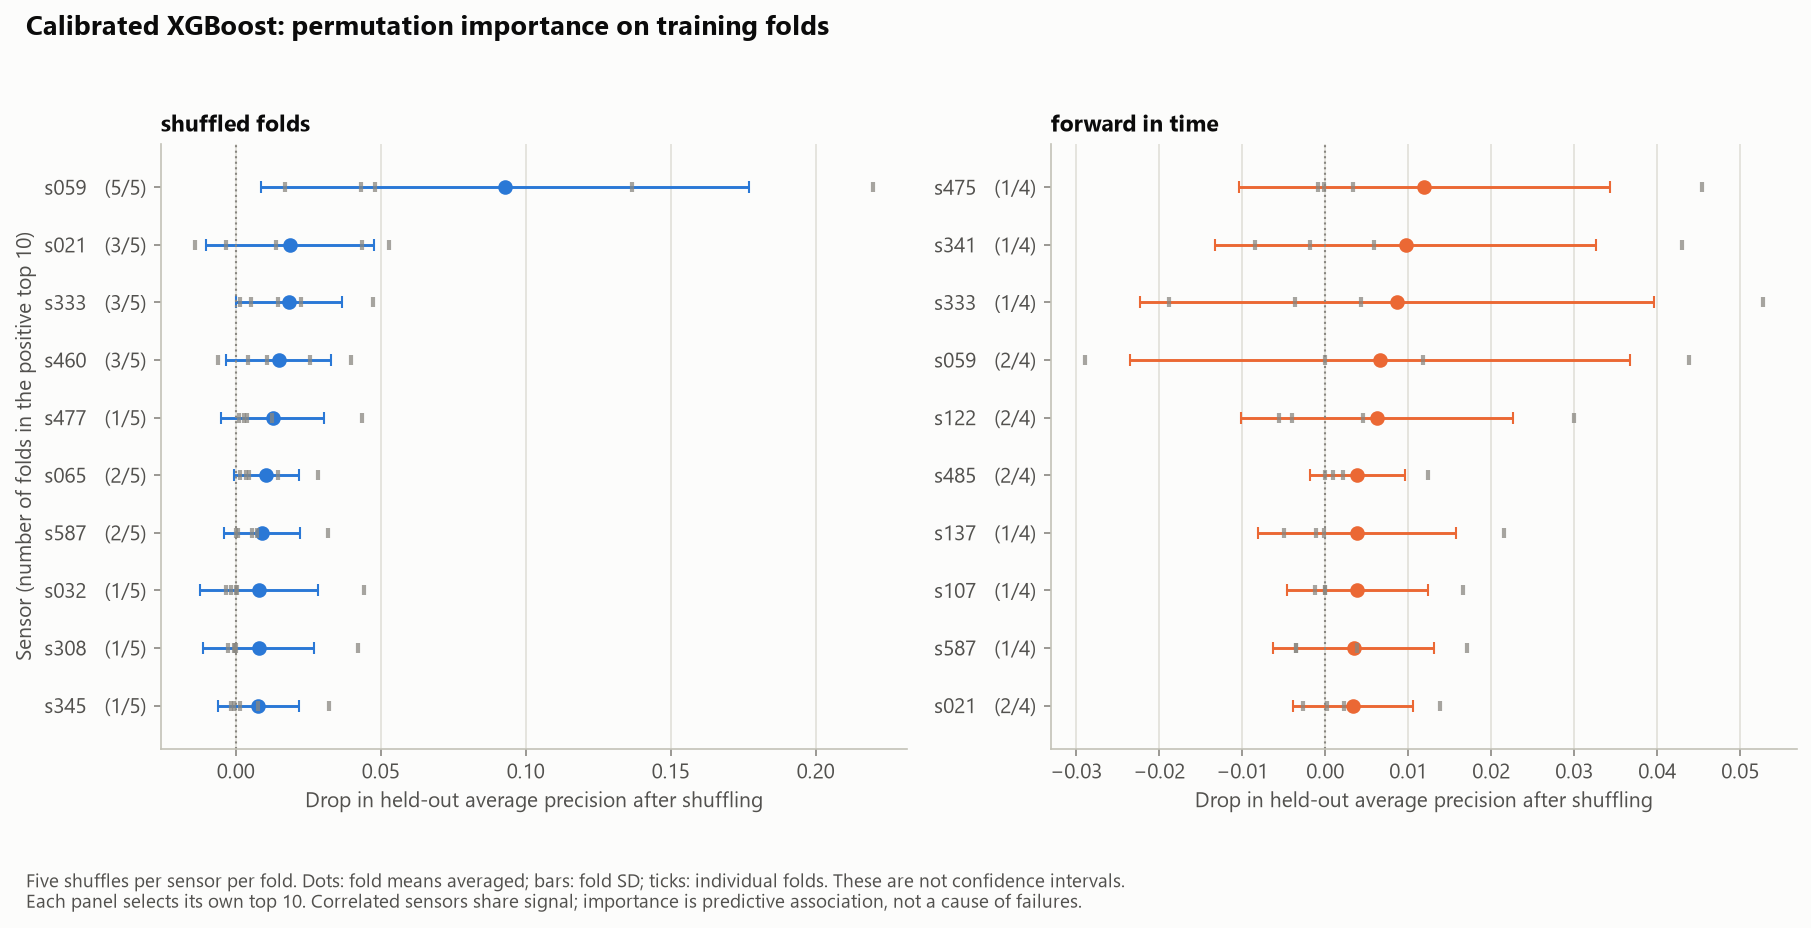 Calibrated XGBoost: permutation importance on training folds
shuffled folds
Sensor (number of folds in the positive top 10)
s059 (5/5)
s021 (3/5)
s333 (3/5)
s460 (3/5)
s477 (1/5)
s065 (2/5)
s587 (2/5)
s032 (1/5)
s308 (1/5)
s345 (1/5)
0.00 0.05 0.10 0.15 0.20
Drop in held-out average precision after shuffling
forward in time
s475 (1/4)
s341 (1/4)
s333 (1/4)
s059 (2/4)
s122 (2/4)
s485 (2/4)
s137 (1/4)
s107 (1/4)
s587 (1/4)
s021 (2/4)
−0.03 −0.02 −0.01 0.00 0.01 0.02 0.03 0.04 0.05
Drop in held-out average precision after shuffling
Five shuffles per sensor per fold. Dots: fold means averaged; bars: fold SD; ticks: individual folds. These are not confidence intervals.
Each panel selects its own top 10. Correlated sensors share signal; importance is predictive association, not a cause of failures.